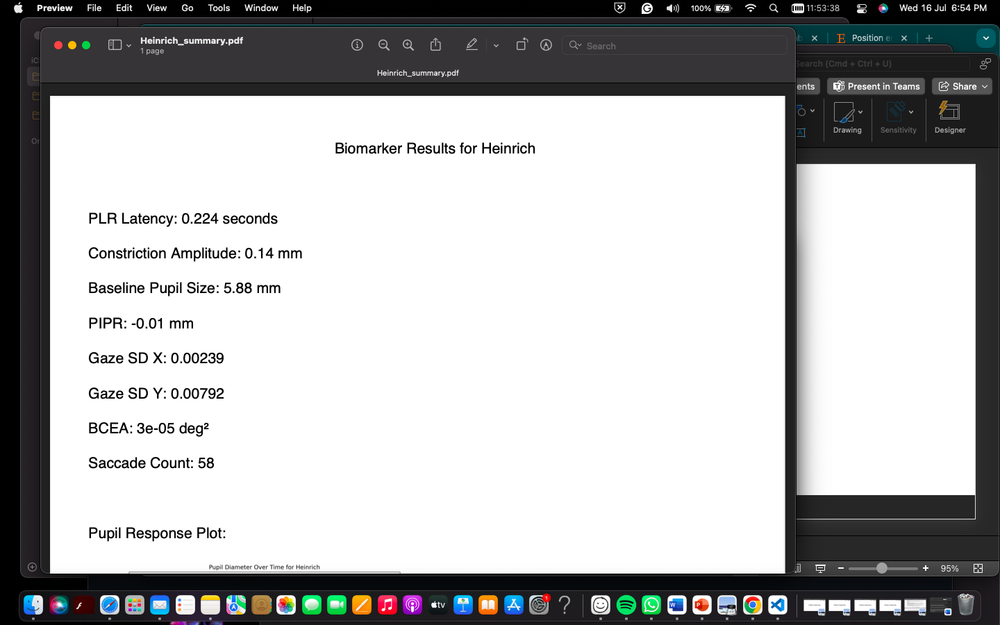 Preview File Edit View Go Tools Window Help
100% 11:53:38 Wed 16 Jul 6:54 PM
Heinrich_summary.pdf
1 page
Search
Heinrich_summary.pdf
Position e
Search (Cmd + Ctrl + U)
ents Present in Teams Share
Drawing Sensitivity Designer
Biomarker Results for Heinrich
PLR Latency: 0.224 seconds
Constriction Amplitude: 0.14 mm
Baseline Pupil Size: 5.88 mm
PIPR: -0.01 mm
Gaze SD X: 0.00239
Gaze SD Y: 0.00792
BCEA: 3e-05 deg²
Saccade Count: 58
Pupil Response Plot:
Pupil Diameter Over Time for Heinrich
95%
tv
1